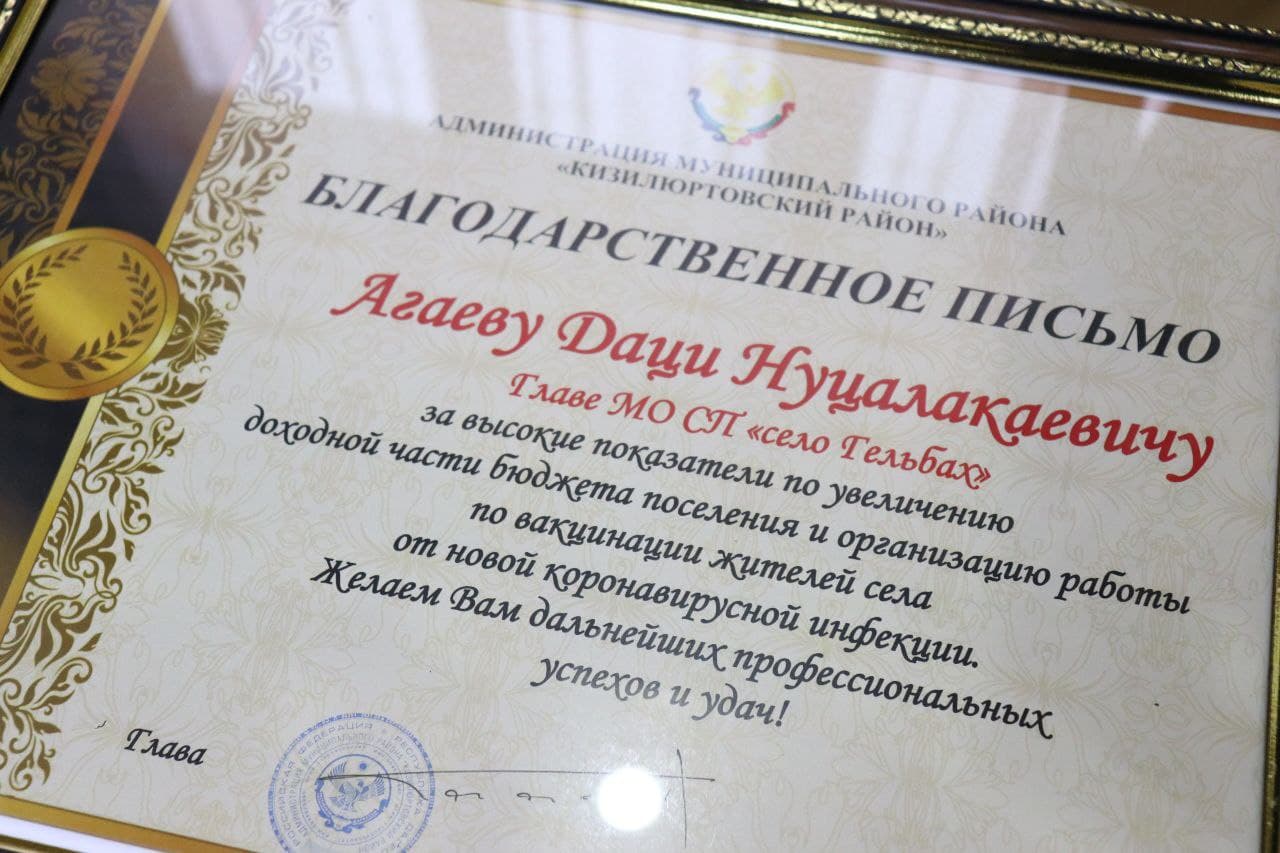 АДМИНИСТРАЦИЯ МУНИЦИПАЛЬНОГО РАЙОНА
«КИЗИЛЮРТОВСКИЙ РАЙОН»
БЛАГОДАРСТВЕННОЕ ПИСЬМО
Агаеву Даци Нуцалакаевичу
Главе МО СП «село Гельбах»
за высокие показатели по увеличению
доходной части бюджета поселения и организацию работы
по вакцинации жителей села
от новой коронавирусной инфекции.
Желаем Вам дальнейших профессиональных
успехов и удач!
Глава
РОССИЙСКАЯ ФЕДЕРАЦИЯ